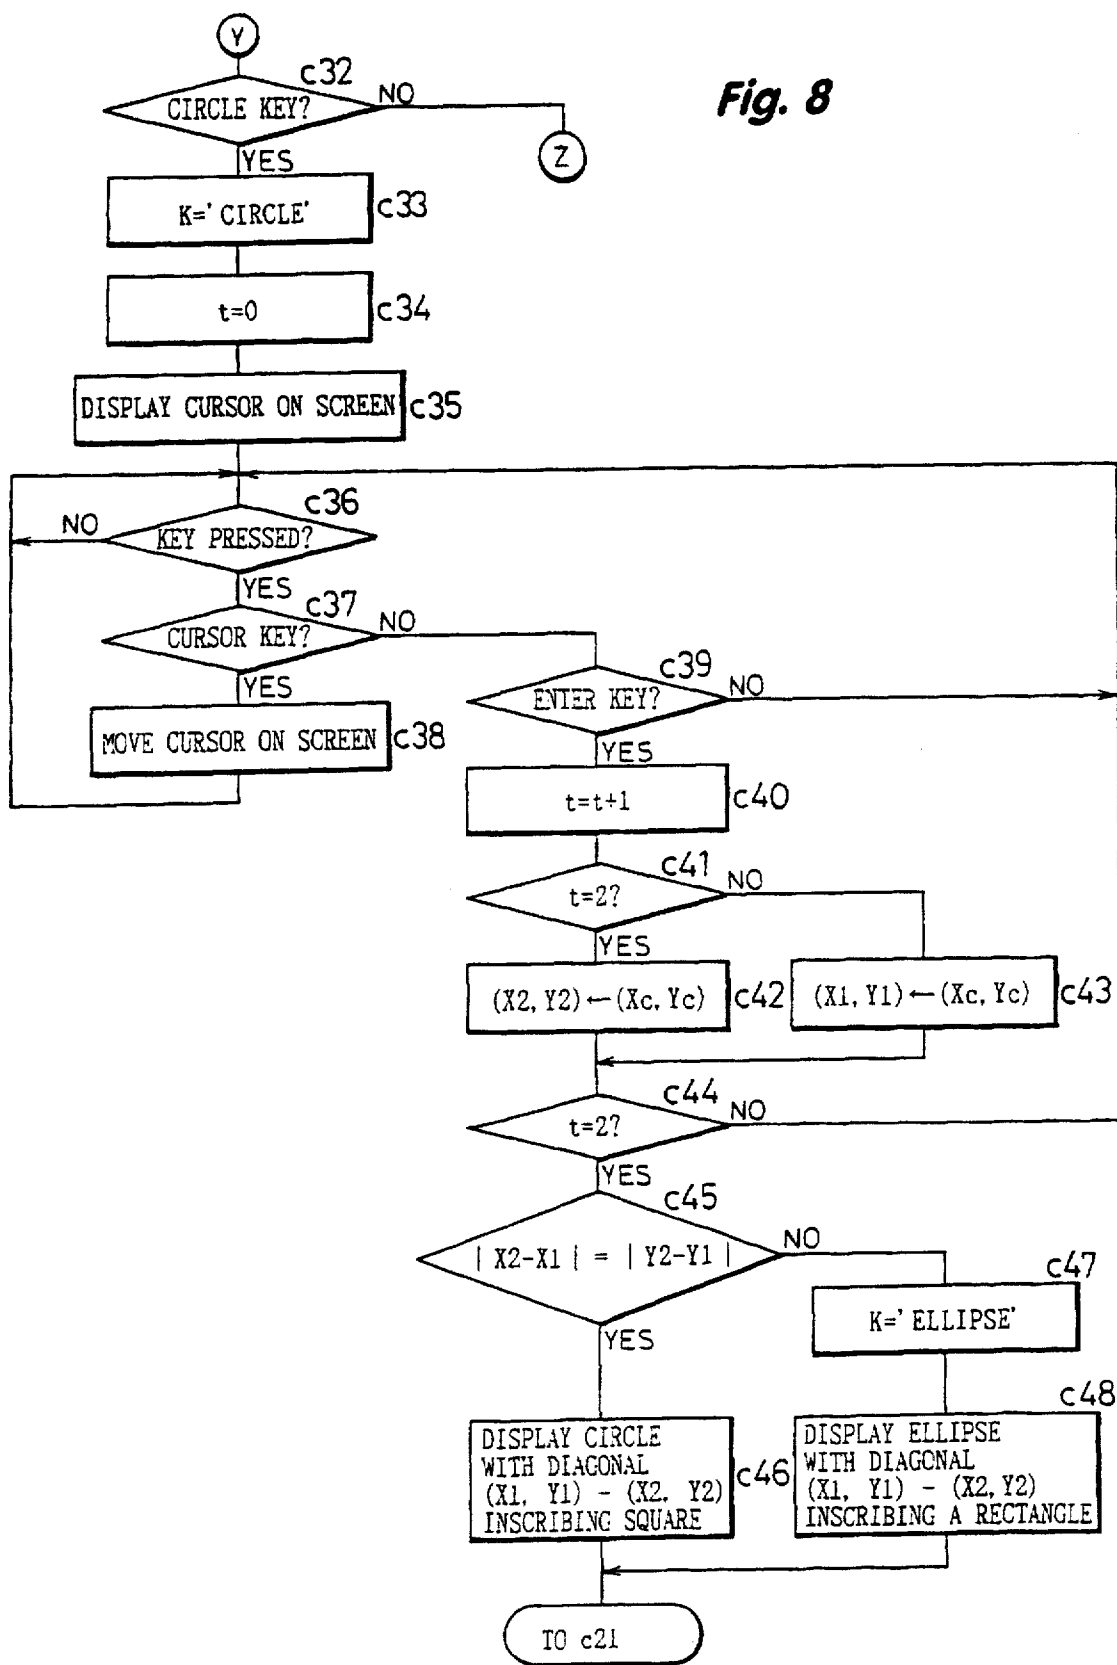 Y
c32
Fig. 8
CIRCLE KEY?
NO
Z
YES
K='CIRCLE'
c33
t=0
c34
DISPLAY CURSOR ON SCREEN
c35
c36
NO
KEY PRESSED?
YES
c37
CURSOR KEY?
NO
c39
YES
ENTER KEY?
NO
MOVE CURSOR ON SCREEN
c38
YES
t=t+1
c40
c41
t=2?
NO
YES
(X2, Y2)←(Xc, Yc)
c42
(X1, Y1)←(Xc, Yc)
c43
c44
t=2?
NO
YES
c45
| X2-X1 | = | Y2-Y1 |
NO
c47
K='ELLIPSE'
YES
c48
DISPLAY CIRCLE
WITH DIAGONAL
(X1, Y1) - (X2, Y2)
INSCRIBING SQUARE
c46
DISPLAY ELLIPSE
WITH DIAGONAL
(X1, Y1) - (X2, Y2)
INSCRIBING A RECTANGLE
TO c21